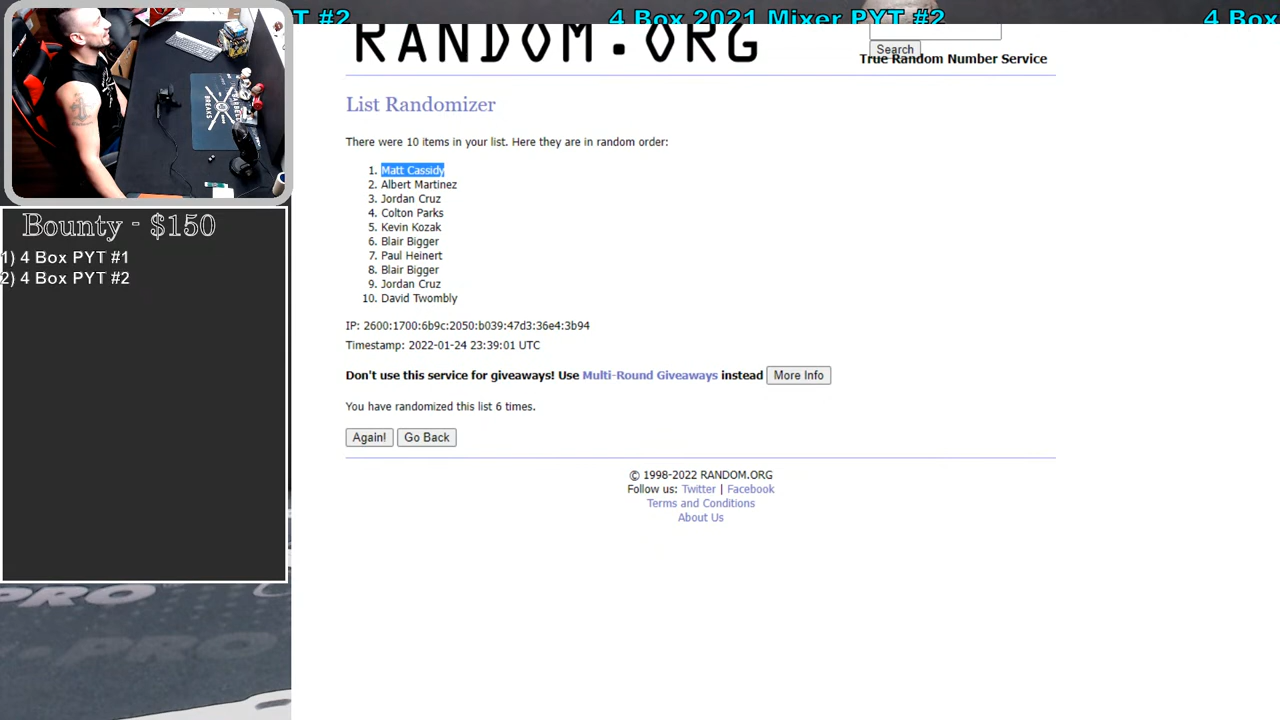 T #2
4 Box 2021 Mixer PYT #2
4 Box
RANDOM.ORG
Search
True Random Number Service
List Randomizer
There were 10 items in your list. Here they are in random order:
1. Matt Cassidy
2. Albert Martinez
3. Jordan Cruz
4. Colton Parks
5. Kevin Kozak
6. Blair Bigger
7. Paul Heinert
8. Blair Bigger
9. Jordan Cruz
10. David Twombly
IP: 2600:1700:6b9c:2050:b039:47d3:36e4:3b94
Timestamp: 2022-01-24 23:39:01 UTC
Don't use this service for giveaways! Use Multi-Round Giveaways instead More Info
You have randomized this list 6 times.
Again! Go Back
© 1998-2022 RANDOM.ORG
Follow us: Twitter | Facebook
Terms and Conditions
About Us
Bounty - $150
1) 4 Box PYT #1
2) 4 Box PYT #2
BREAKS
PRO
PRO